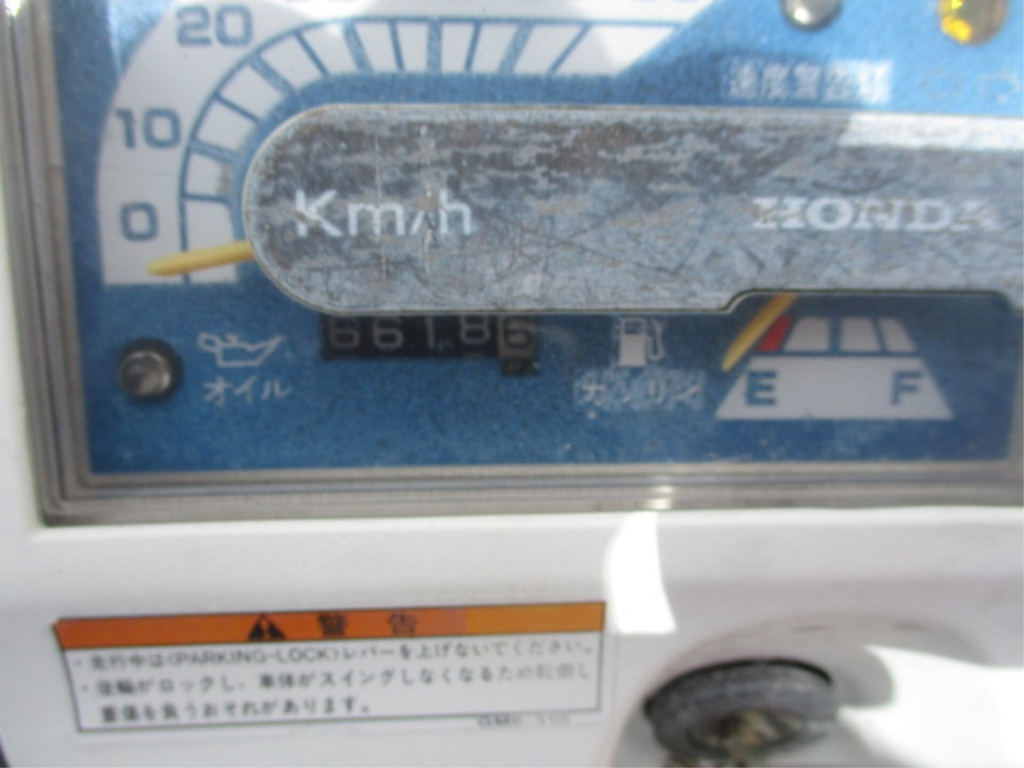 20
10
0
速度警告灯
Km/h
HONDA
66186
オイル
ガソリン
E F
警告
・走行中は〈PARKING-LOCK〉レバーを上げないでください。
・後輪がロックし、車体がスイングしなくなるため転倒し
重傷を負うおそれがあります。